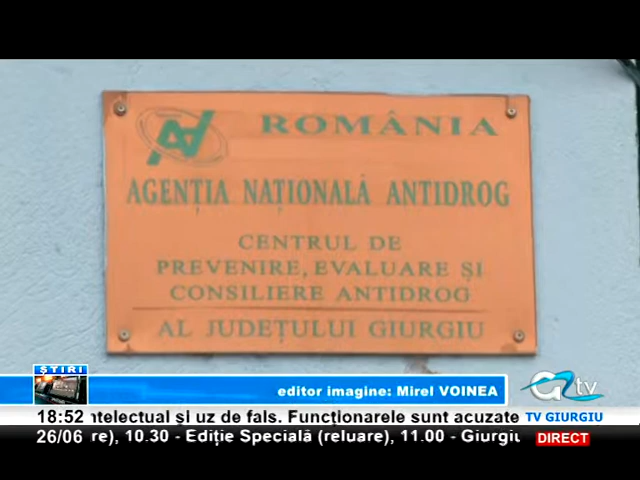 ROMÂNIA
AGENȚIA NAȚIONALĂ ANTIDROG
CENTRUL DE
PREVENIRE, EVALUARE ȘI
CONSILIERE ANTIDROG
AL JUDEȚULUI GIURGIU
ȘTIRI
editor imagine: Mirel VOINEA
G tv
18:52 ntelectual și uz de fals. Funcționarele sunt acuzate TV GIURGIU
26/06 re), 10.30 - Ediție Specială (reluare), 11.00 - Giurgiu DIRECT